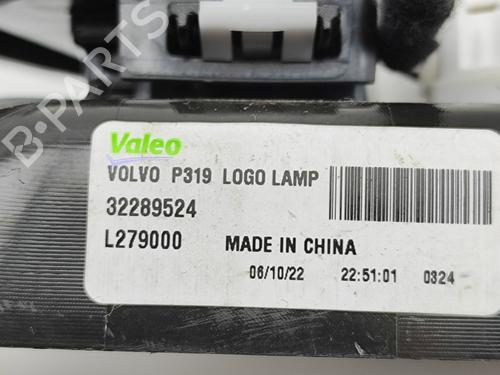 B-PARTS
Valeo
VOLVO P319 LOGO LAMP
32289524
L279000 MADE IN CHINA
06/10/22 22:51:01 0324